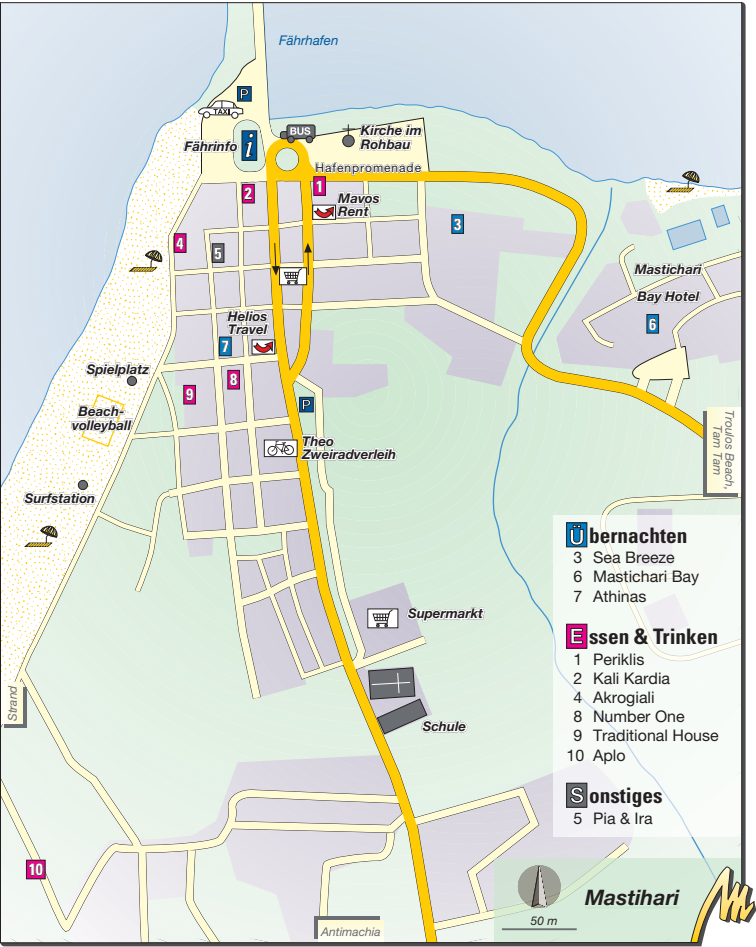 Fährhafen
P
TAXI
BUS
Fährinfo
i
Kirche im
Rohbau
Hafenpromenade
2
1
Mavos
Rent
4
5
3
Mastichari
Bay Hotel
6
Helios
Travel
7
Spielplatz
9
8
Beach-
volleyball
P
Theo
Zweiradverleih
Troulos Beach,
Tam Tam
Surfstation
Supermarkt
Strand
Schule
10
Antimachia
Übernachten
3 Sea Breeze
6 Mastichari Bay
7 Athinas
Essen & Trinken
1 Periklis
2 Kali Kardia
4 Akrogiali
8 Number One
9 Traditional House
10 Aplo
Sonstiges
5 Pia & Ira
Mastihari
50 m